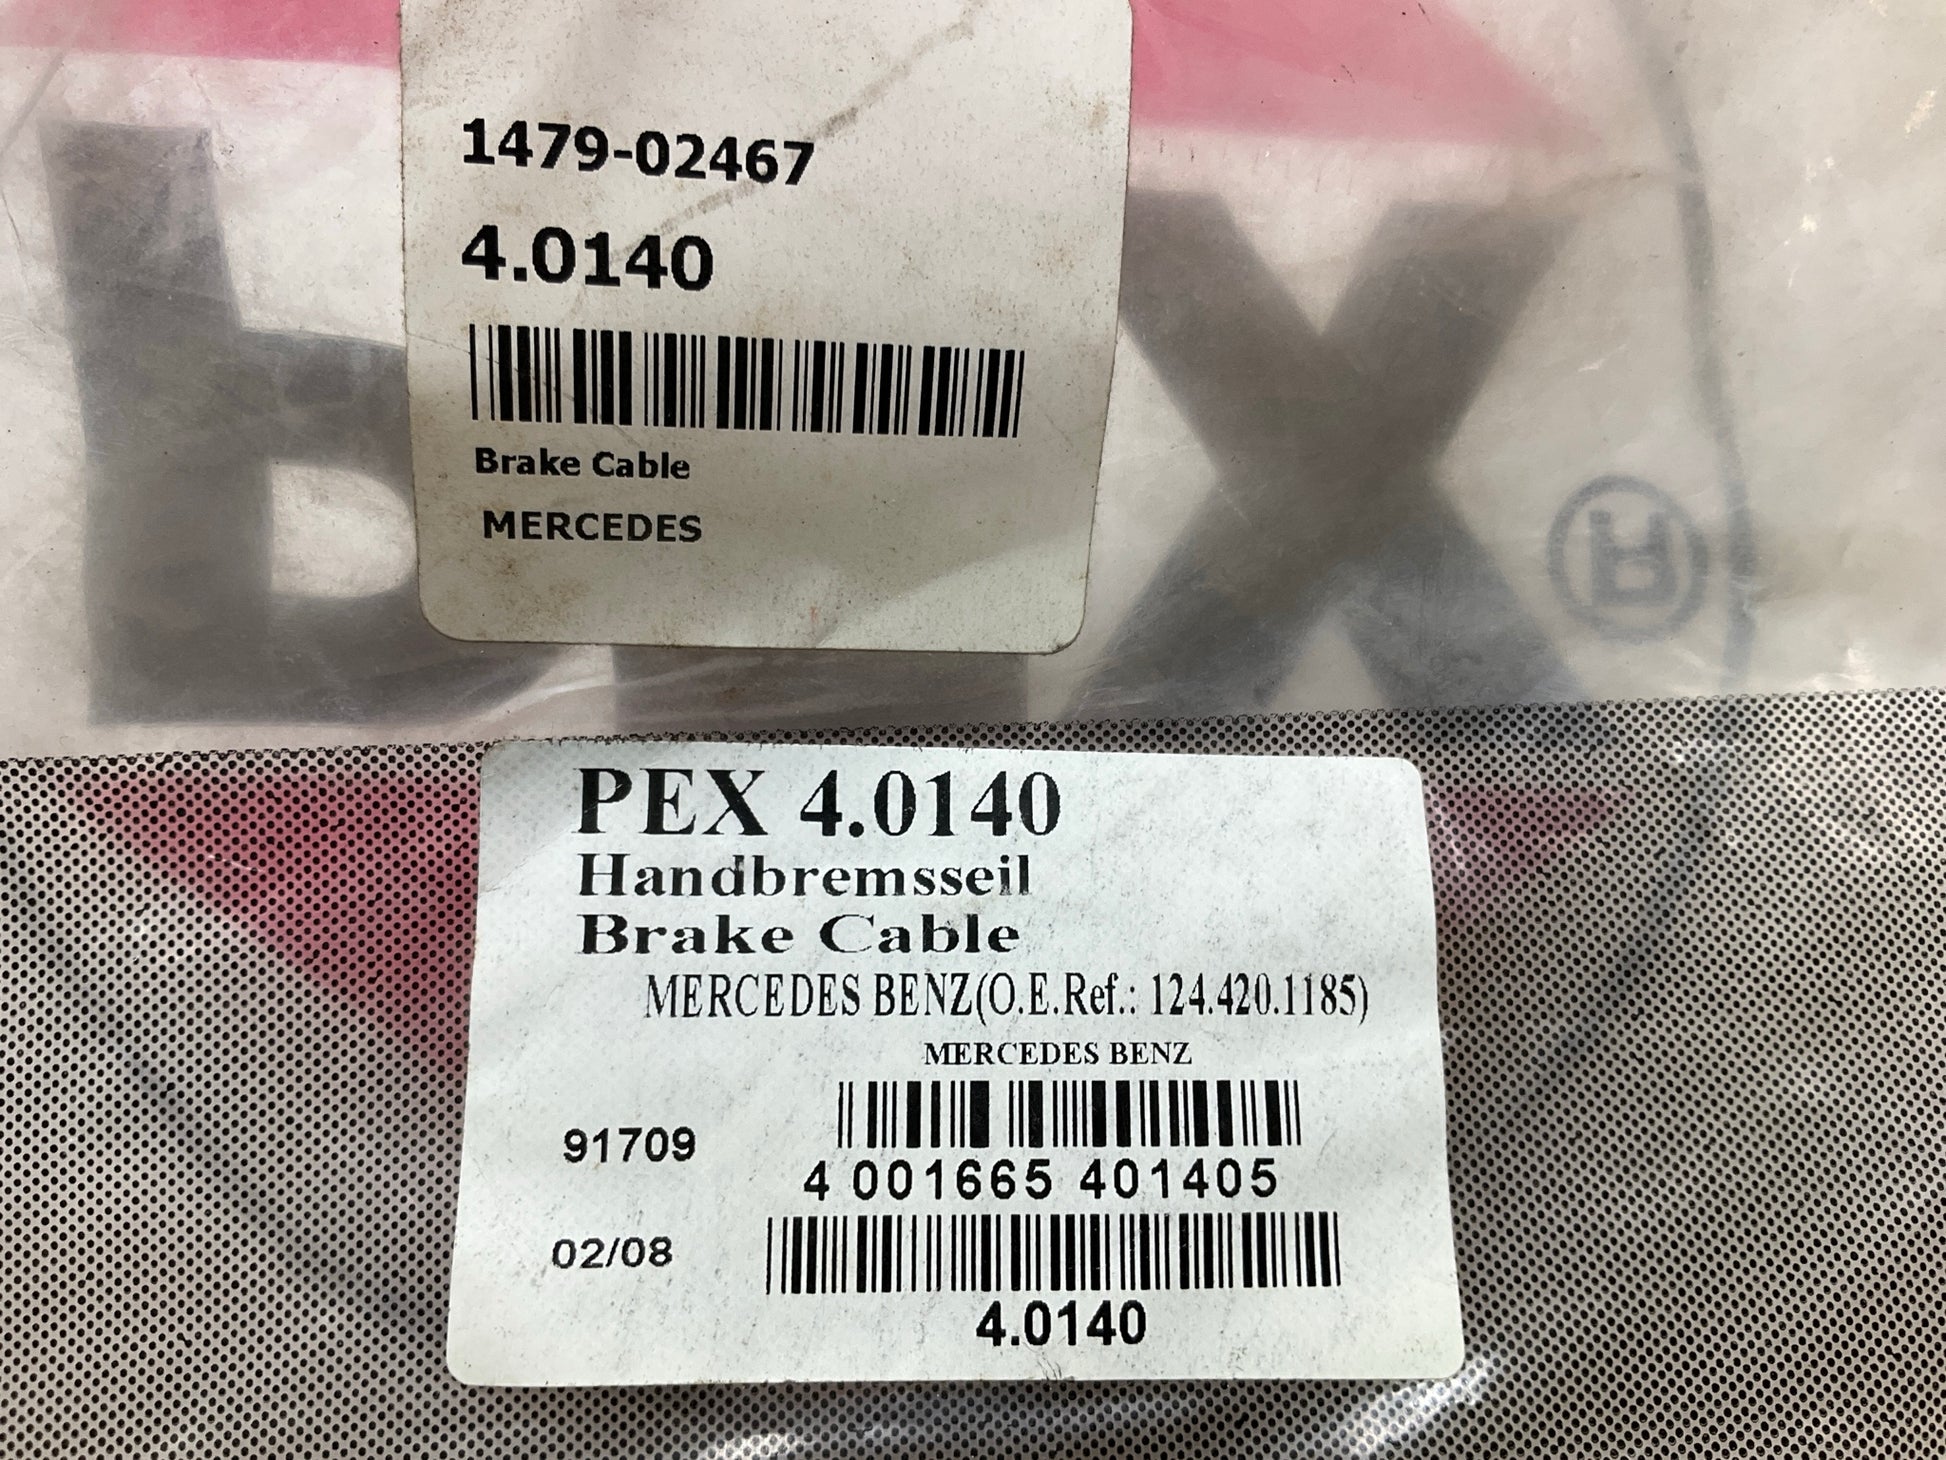 1479-02467
4.0140
Brake Cable
MERCEDES
PEX 4.0140
Handbremsseil
Brake Cable
MERCEDES BENZ(O.E.Ref.: 124.420.1185)
MERCEDES BENZ
91709
4 001665 401405
02/08
4.0140